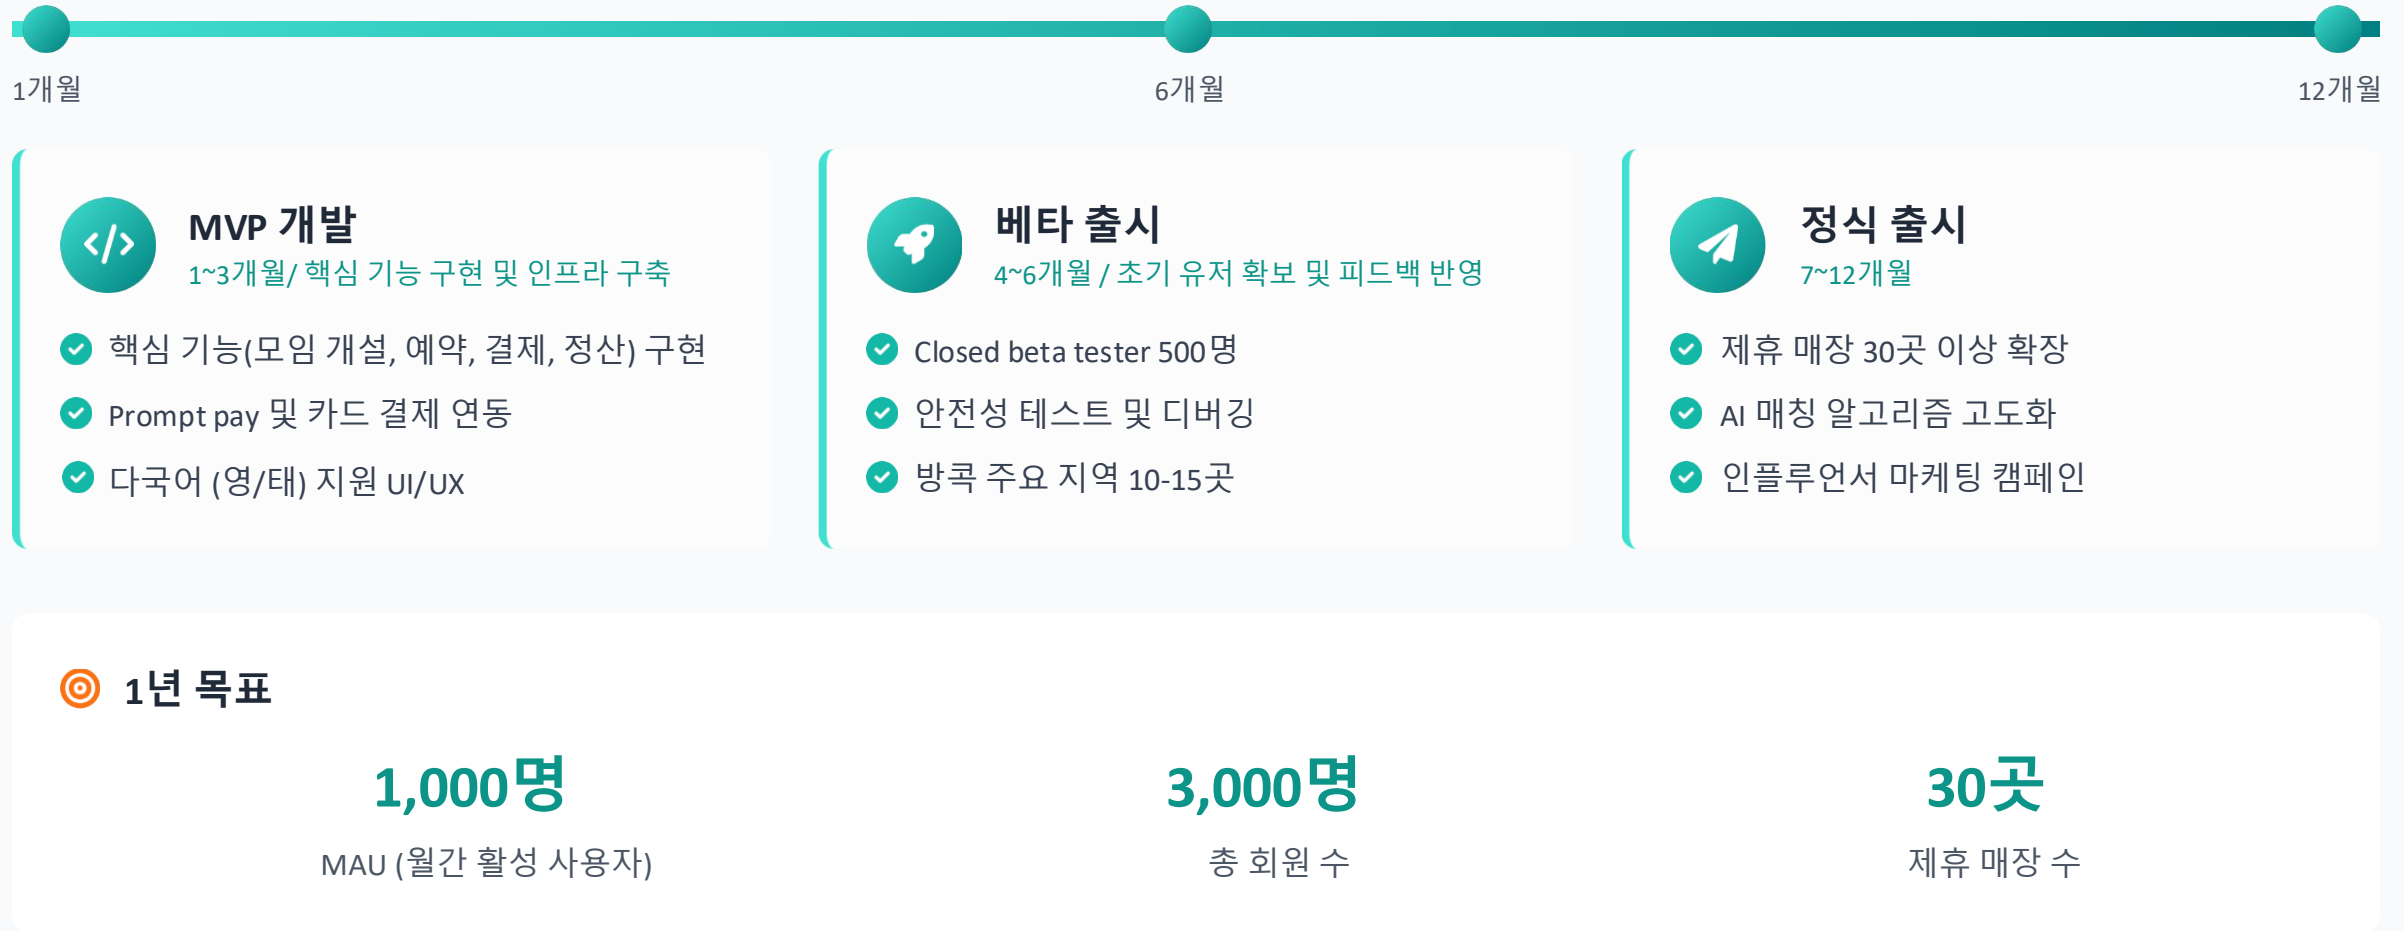 1개월
6개월
12개월
MVP 개발
1~3개월/ 핵심 기능 구현 및 인프라 구축
핵심 기능(모임 개설, 예약, 결제, 정산) 구현
Prompt pay 및 카드 결제 연동
다국어 (영/태) 지원 UI/UX
베타 출시
4~6개월 / 초기 유저 확보 및 피드백 반영
Closed beta tester 500명
안전성 테스트 및 디버깅
방콕 주요 지역 10-15곳
정식 출시
7~12개월
제휴 매장 30곳 이상 확장
AI 매칭 알고리즘 고도화
인플루언서 마케팅 캠페인
1년 목표
1,000명
MAU (월간 활성 사용자)
3,000명
총 회원 수
30곳
제휴 매장 수